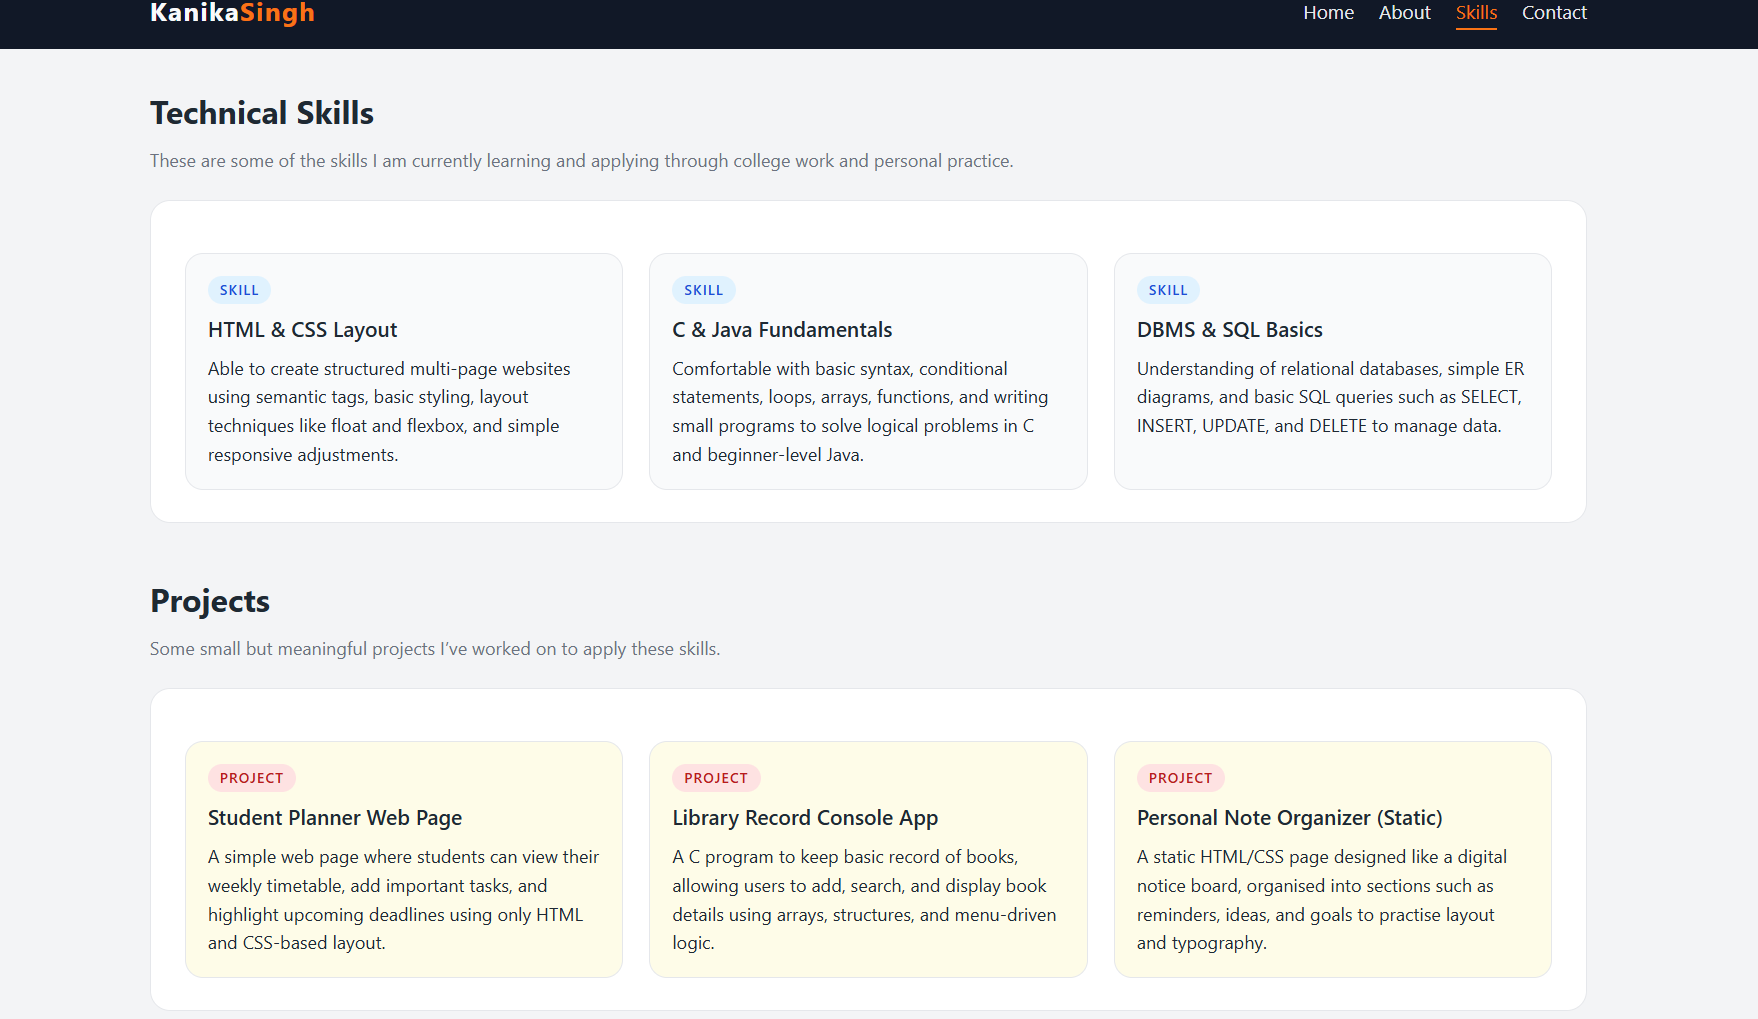 KanikaSingh
Home About Skills Contact
Technical Skills
These are some of the skills I am currently learning and applying through college work and personal practice.
SKILL
HTML & CSS Layout
Able to create structured multi-page websites
using semantic tags, basic styling, layout
techniques like float and flexbox, and simple
responsive adjustments.
SKILL
C & Java Fundamentals
Comfortable with basic syntax, conditional
statements, loops, arrays, functions, and writing
small programs to solve logical problems in C
and beginner-level Java.
SKILL
DBMS & SQL Basics
Understanding of relational databases, simple ER
diagrams, and basic SQL queries such as SELECT,
INSERT, UPDATE, and DELETE to manage data.
Projects
Some small but meaningful projects I’ve worked on to apply these skills.
PROJECT
Student Planner Web Page
A simple web page where students can view their
weekly timetable, add important tasks, and
highlight upcoming deadlines using only HTML
and CSS-based layout.
PROJECT
Library Record Console App
A C program to keep basic record of books,
allowing users to add, search, and display book
details using arrays, structures, and menu-driven
logic.
PROJECT
Personal Note Organizer (Static)
A static HTML/CSS page designed like a digital
notice board, organised into sections such as
reminders, ideas, and goals to practise layout
and typography.